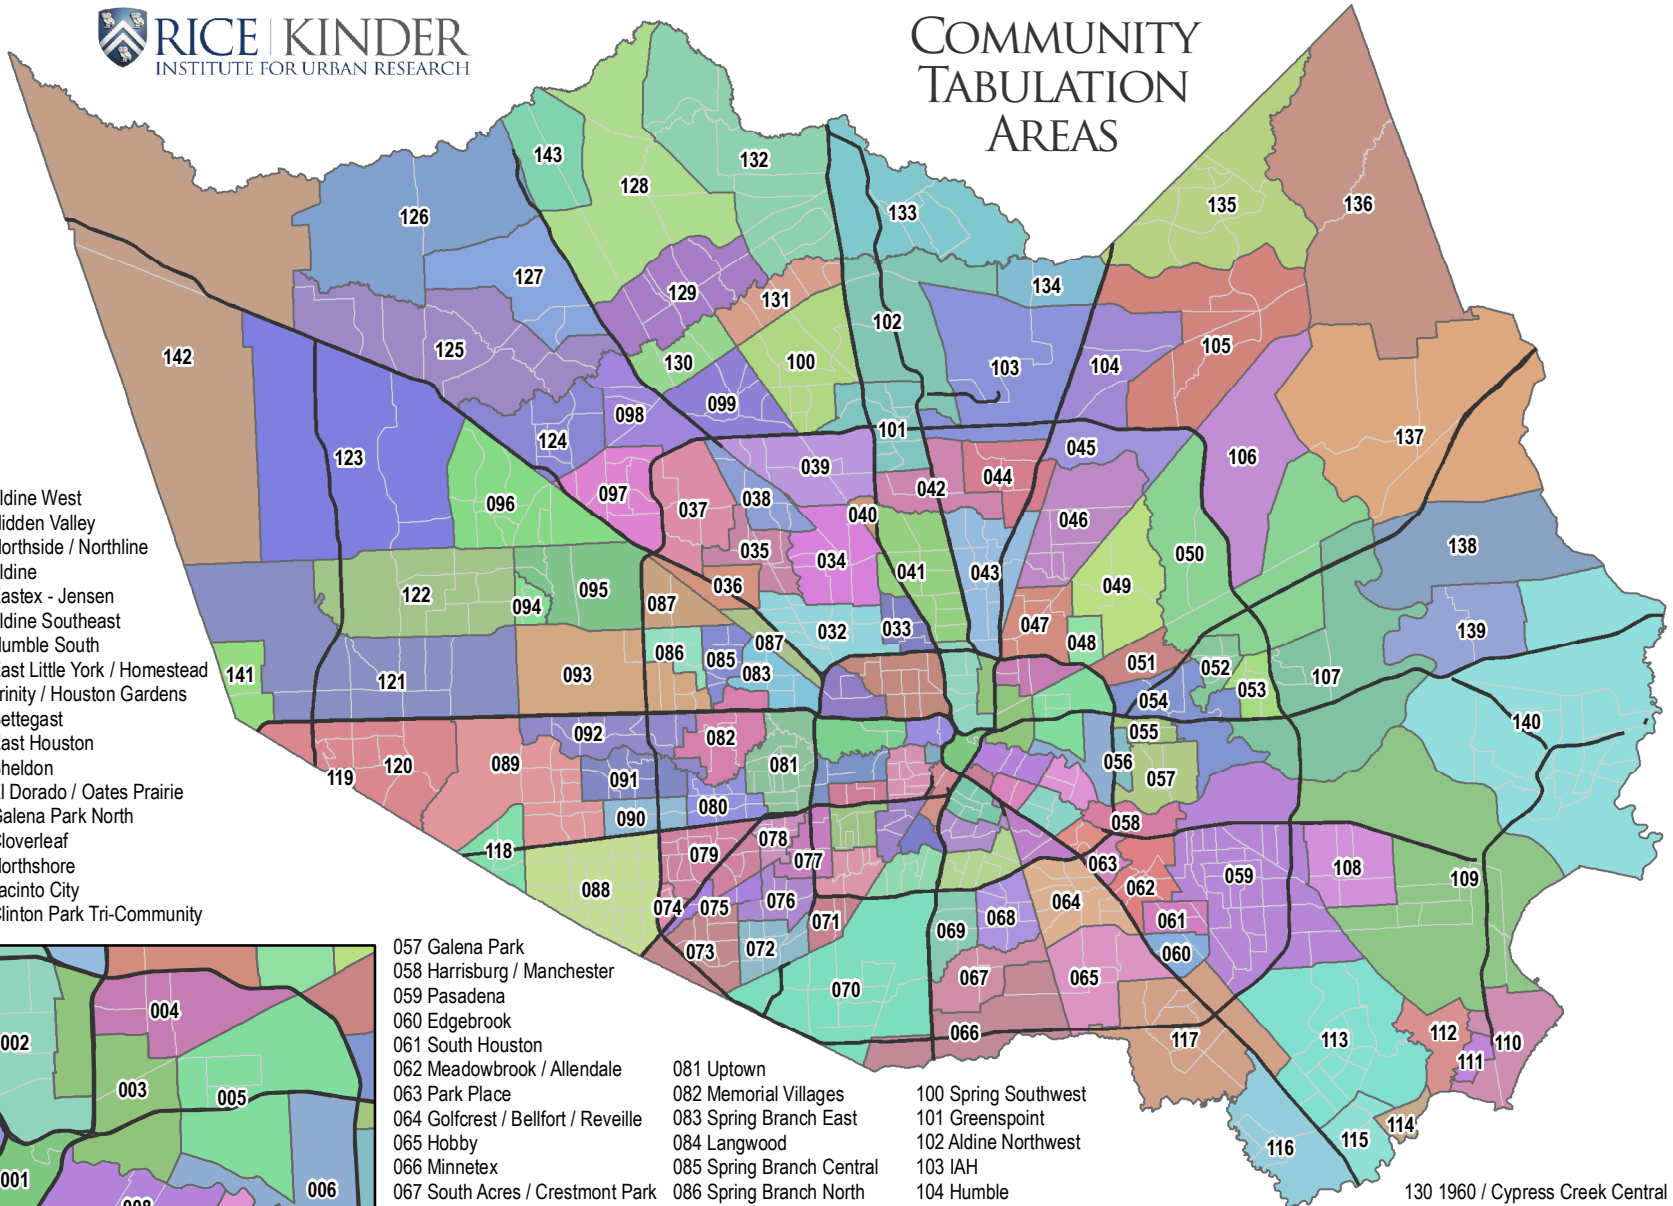 RICE | KINDER
INSTITUTE FOR URBAN RESEARCH
COMMUNITY
TABULATION
AREAS
143
132
128
126
133
135
136
127
134
129
131
142
125
102
105
130
100
103
104
099
098
124
101
123
045
106
137
039
096
097
038
042
044
037
040
046
035
034
050
138
041
043
036
049
122
094
095
087
047
139
032
033
048
086
085
087
083
051
052
053
107
141
121
093
054
092
082
055
140
119
120
089
091
081
056
057
090
080
058
118
078
079
077
063
059
108
109
088
076
062
074
075
071
064
061
073
072
069
068
060
070
067
065
066
117
113
112
111
110
114
116
115
ldine West
idden Valley
orthside / Northline
ldine
astex - Jensen
ldine Southeast
umble South
ast Little York / Homestead
rinity / Houston Gardens
ettegast
ast Houston
heldon
l Dorado / Oates Prairie
alena Park North
loverleaf
orthshore
acinto City
linton Park Tri-Community
004
002
003
005
001
006
008
057 Galena Park
058 Harrisburg / Manchester
059 Pasadena
060 Edgebrook
061 South Houston
062 Meadowbrook / Allendale
063 Park Place
064 Golfcrest / Bellfort / Reveille
065 Hobby
066 Minnetex
067 South Acres / Crestmont Park
081 Uptown
082 Memorial Villages
083 Spring Branch East
084 Langwood
085 Spring Branch Central
086 Spring Branch North
100 Spring Southwest
101 Greenspoint
102 Aldine Northwest
103 IAH
104 Humble
130 1960 / Cypress Creek Central